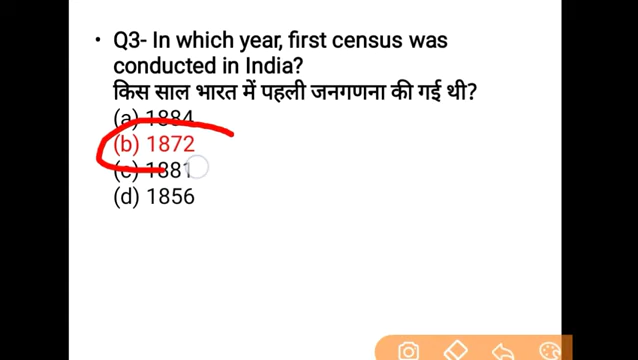 • Q3- In which year, first census was
conducted in India?
किस साल भारत में पहली जनगणना की गई थी?
(a) 1884
(b) 1872
(c) 1881
(d) 1856